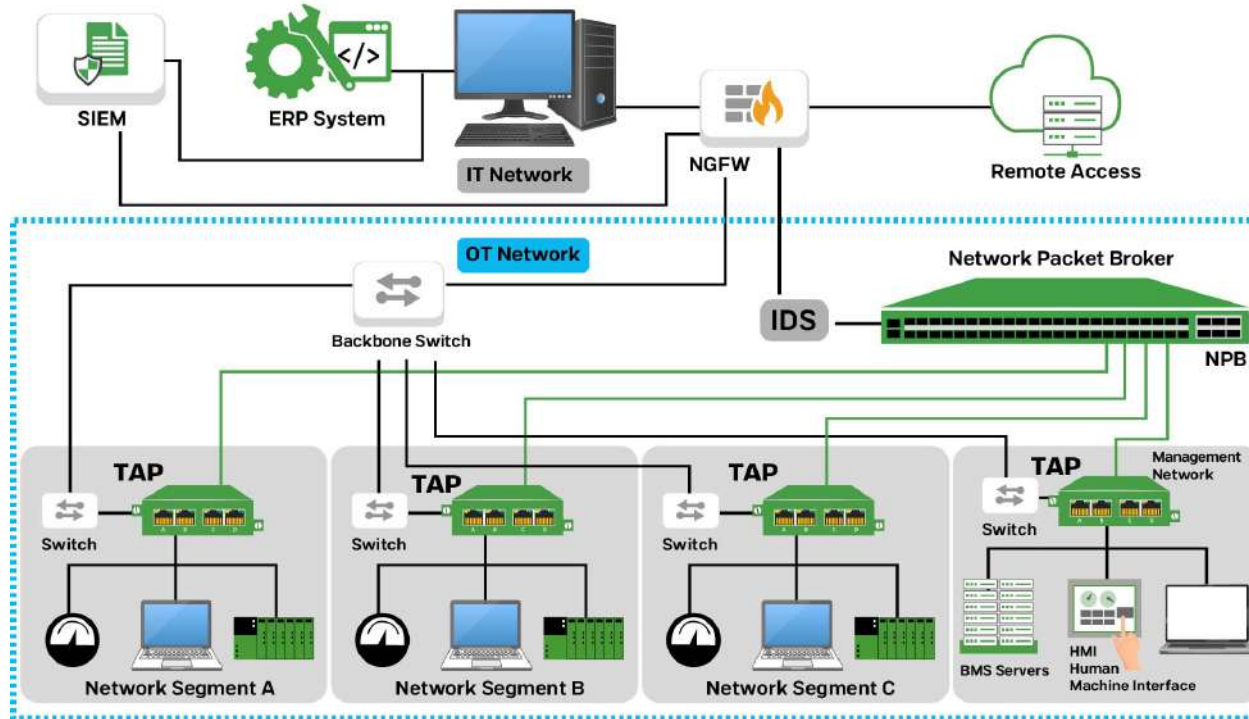 SIEM
ERP System
</>
IT Network
NGFW
Remote Access
OT Network
Backbone Switch
Network Packet Broker
IDS
NPB
TAP
Switch
A B C D
Network Segment A
TAP
Switch
A B C D
Network Segment B
TAP
Switch
A B C D
Network Segment C
TAP
Management
Network
Switch
A B C D
BMS Servers
HMI
Human
Machine Interface